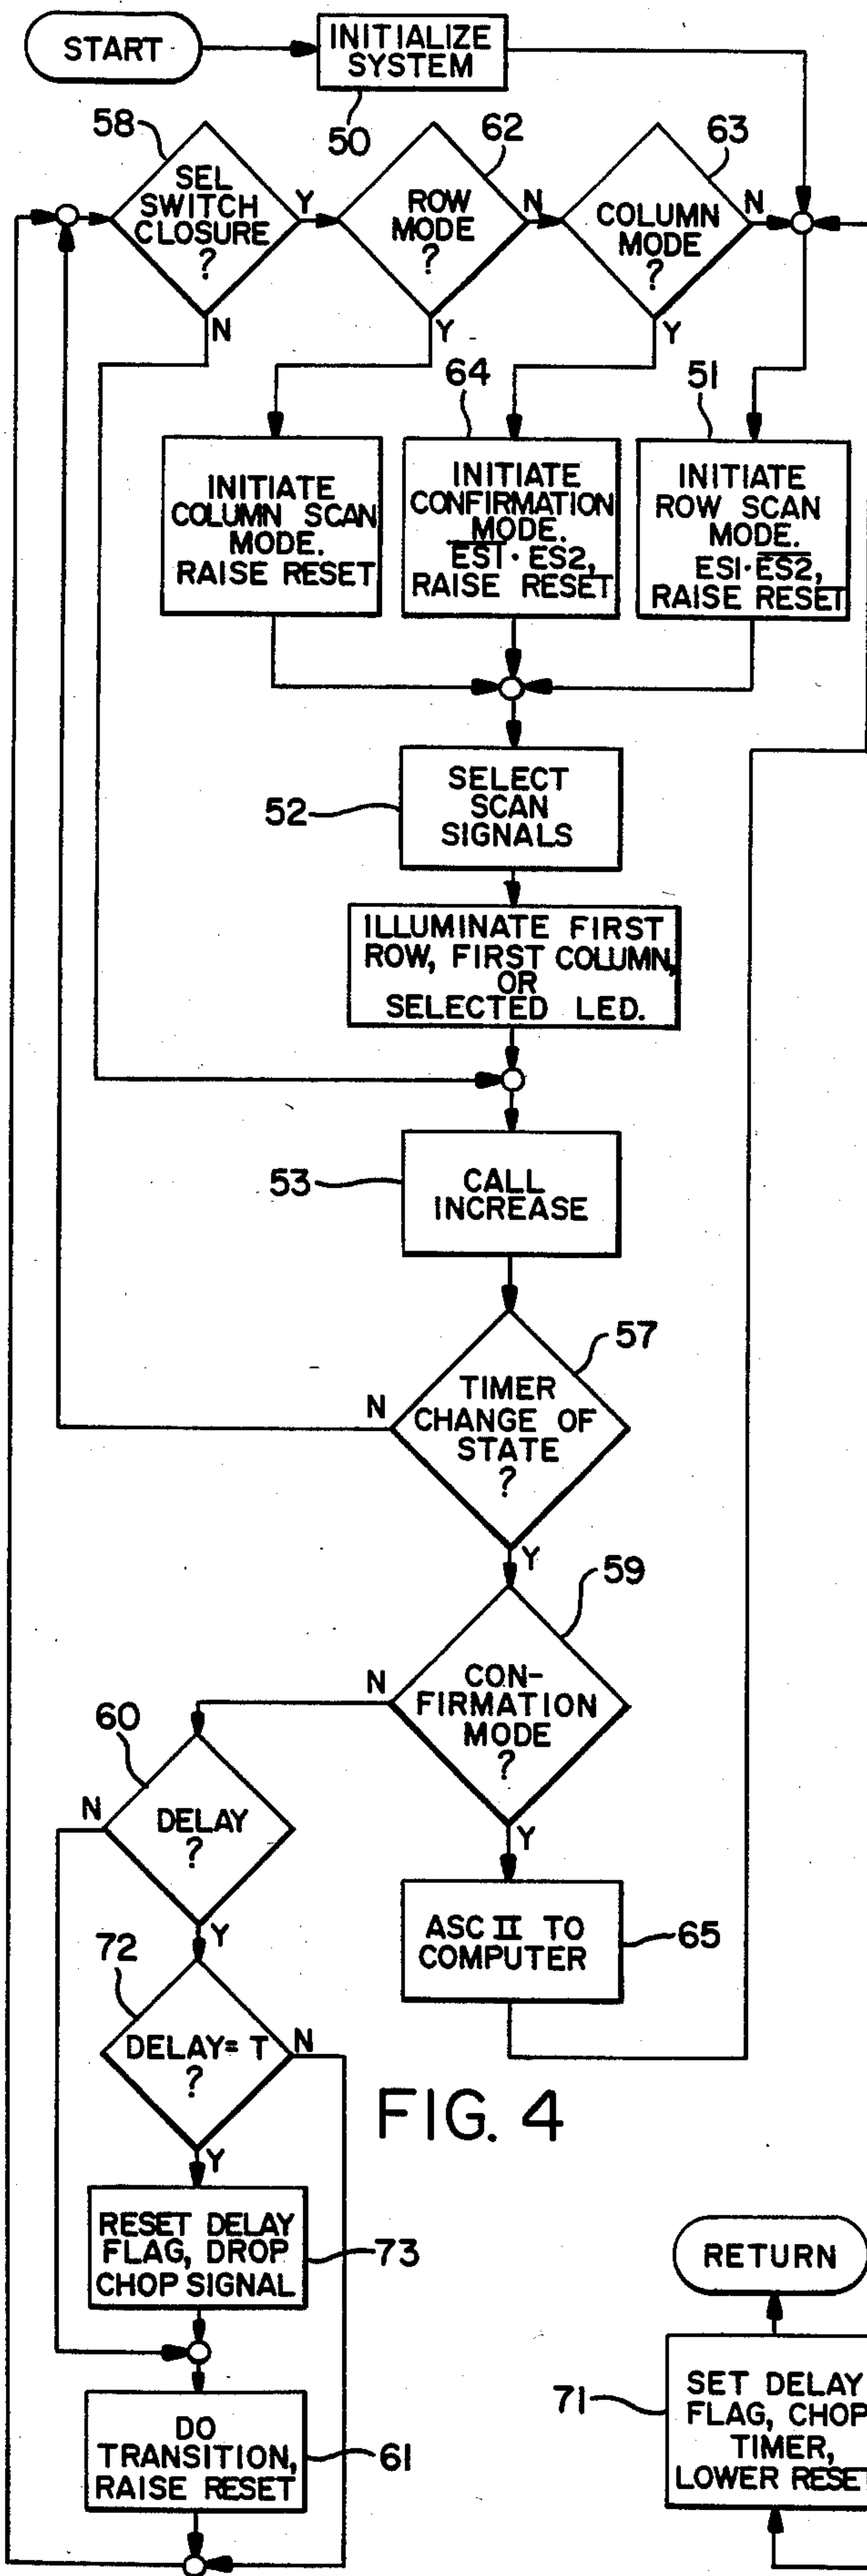 START
INITIALIZE
SYSTEM
50
58
62
63
SEL
SWITCH
CLOSURE
?
Y
N
ROW
MODE
?
N
Y
COLUMN
MODE
?
N
Y
64
51
INITIATE
COLUMN SCAN
MODE.
RAISE RESET
INITIATE
CONFIRMATION
MODE.
E̅S̅1̅ · ES2,
RAISE RESET
INITIATE
ROW SCAN
MODE.
ES1·E̅S̅2̅,
RAISE RESET
52
SELECT
SCAN
SIGNALS
ILLUMINATE FIRST
ROW, FIRST COLUMN,
OR
SELECTED LED.
53
CALL
INCREASE
57
TIMER
CHANGE OF
STATE
?
N
Y
59
CON-
FIRMATION
MODE
?
N
Y
60
DELAY
?
N
Y
ASC II TO
COMPUTER
65
72
DELAY= T
?
N
Y
FIG. 4
RESET DELAY
FLAG, DROP
CHOP SIGNAL
73
DO
TRANSITION,
RAISE RESET
61
RETURN
71
SET DELAY
FLAG, CHOP
TIMER,
LOWER RESET